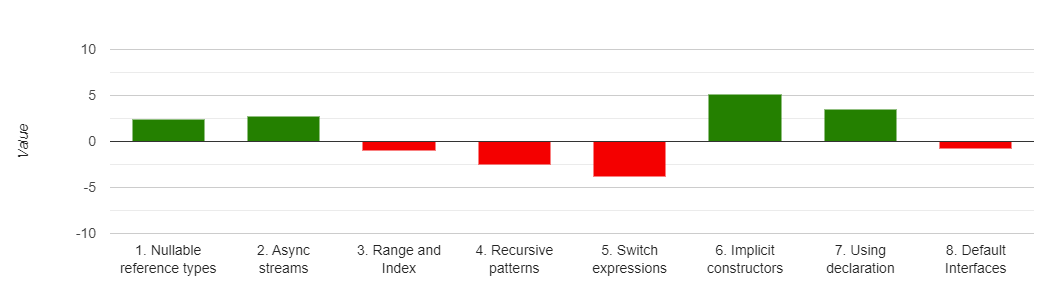 10
5
0
-5
-10
Value
1. Nullable
reference types
2. Async
streams
3. Range and
Index
4. Recursive
patterns
5. Switch
expressions
6. Implicit
constructors
7. Using
declaration
8. Default
Interfaces